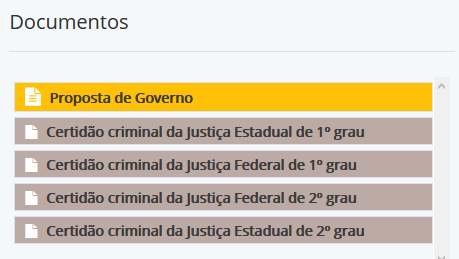 Documentos
Proposta de Governo
Certidão criminal da Justiça Estadual de 1º grau
Certidão criminal da Justiça Federal de 1º grau
Certidão criminal da Justiça Federal de 2º grau
Certidão criminal da Justiça Estadual de 2º grau